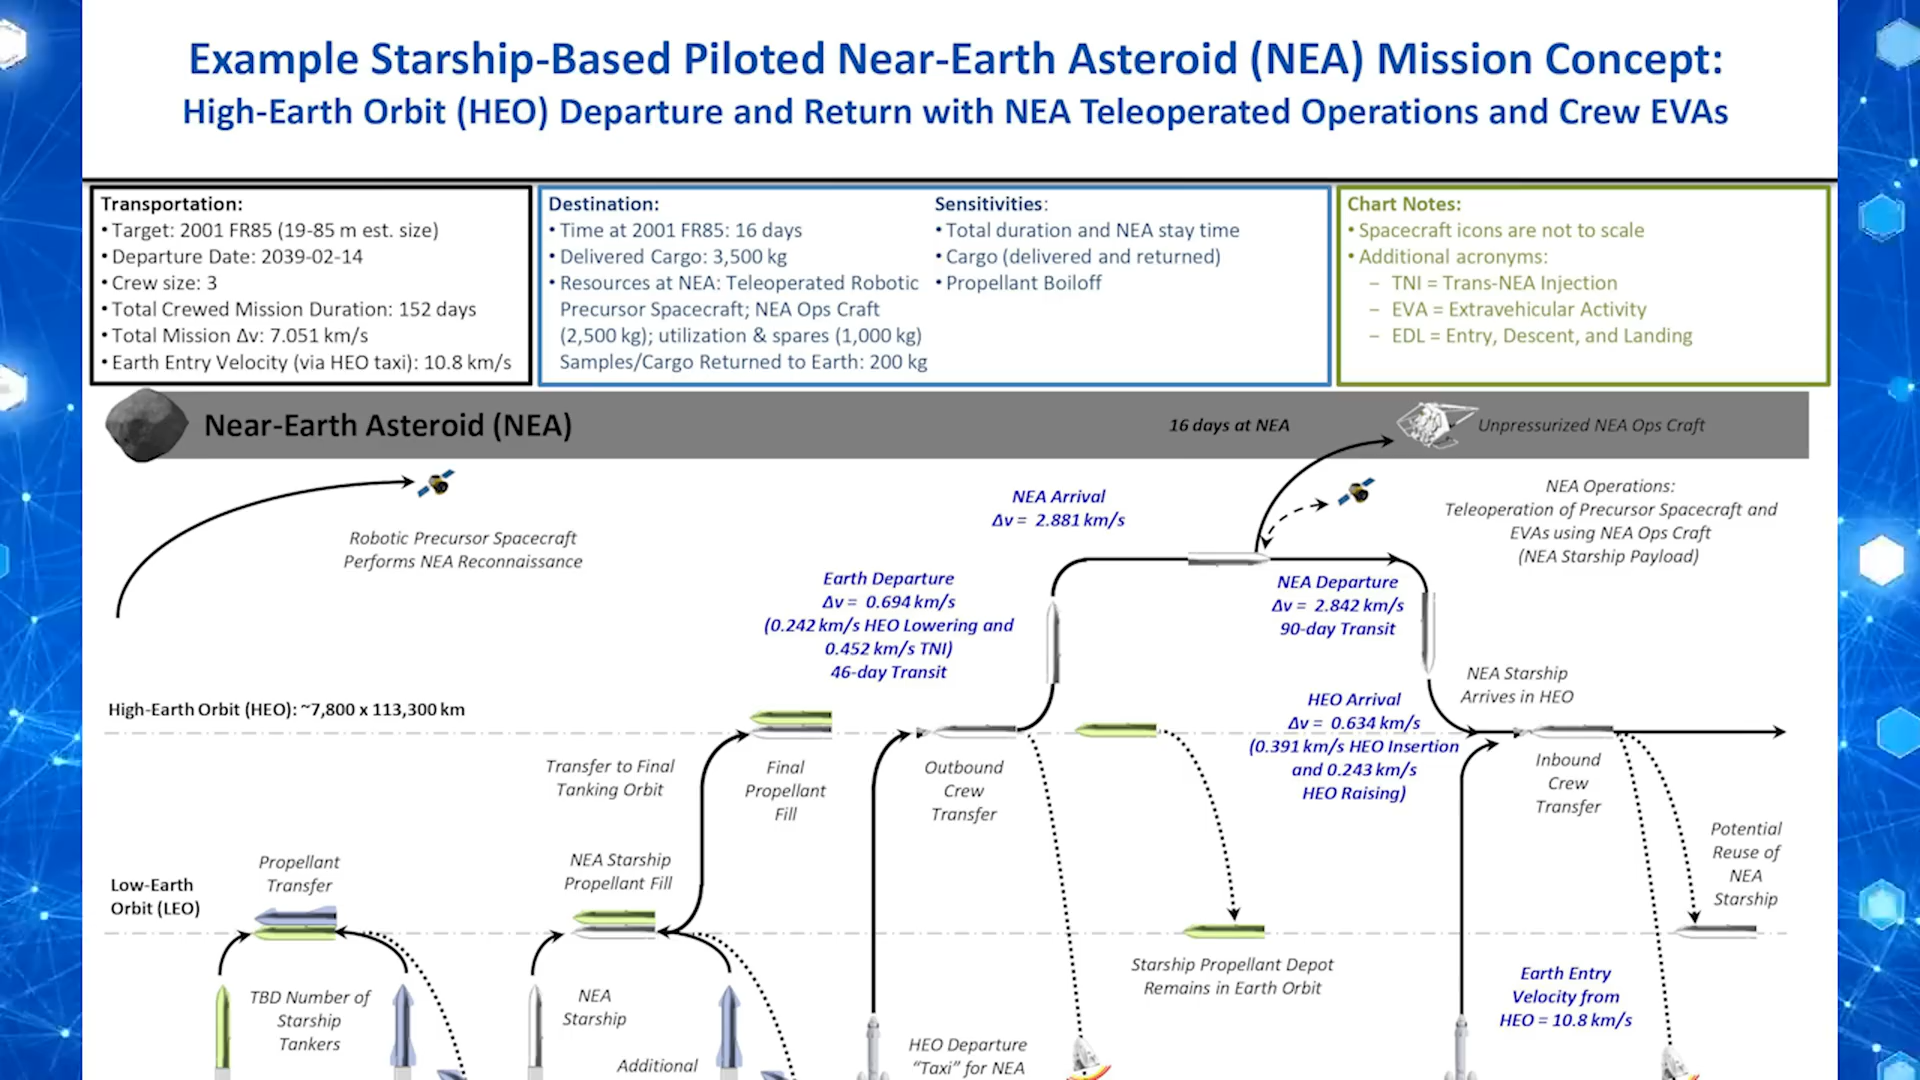 Example Starship-Based Piloted Near-Earth Asteroid (NEA) Mission Concept:
High-Earth Orbit (HEO) Departure and Return with NEA Teleoperated Operations and Crew EVAs
Transportation:
• Target: 2001 FR85 (19-85 m est. size)
• Departure Date: 2039-02-14
• Crew size: 3
• Total Crewed Mission Duration: 152 days
• Total Mission Δv: 7.051 km/s
• Earth Entry Velocity (via HEO taxi): 10.8 km/s
Destination:
• Time at 2001 FR85: 16 days
• Delivered Cargo: 3,500 kg
• Resources at NEA: Teleoperated Robotic
Precursor Spacecraft; NEA Ops Craft
(2,500 kg); utilization & spares (1,000 kg)
Samples/Cargo Returned to Earth: 200 kg
Sensitivities:
• Total duration and NEA stay time
• Cargo (delivered and returned)
• Propellant Boiloff
Chart Notes:
• Spacecraft icons are not to scale
• Additional acronyms:
– TNI = Trans-NEA Injection
– EVA = Extravehicular Activity
– EDL = Entry, Descent, and Landing
Near-Earth Asteroid (NEA)
16 days at NEA
Unpressurized NEA Ops Craft
Robotic Precursor Spacecraft
Performs NEA Reconnaissance
NEA Arrival
Δv = 2.881 km/s
NEA Operations:
Teleoperation of Precursor Spacecraft and
EVAs using NEA Ops Craft
(NEA Starship Payload)
Earth Departure
Δv = 0.694 km/s
(0.242 km/s HEO Lowering and
0.452 km/s TNI)
46-day Transit
NEA Departure
Δv = 2.842 km/s
90-day Transit
NEA Starship
Arrives in HEO
High-Earth Orbit (HEO): ~7,800 x 113,300 km
HEO Arrival
Δv = 0.634 km/s
(0.391 km/s HEO Insertion
and 0.243 km/s
HEO Raising)
Transfer to Final
Tanking Orbit
Final
Propellant
Fill
Outbound
Crew
Transfer
Inbound
Crew
Transfer
Potential
Reuse of
NEA
Starship
Low-Earth
Orbit (LEO)
Propellant
Transfer
NEA Starship
Propellant Fill
Starship Propellant Depot
Remains in Earth Orbit
Earth Entry
Velocity from
HEO = 10.8 km/s
TBD Number of
Starship
Tankers
NEA
Starship
Additional
HEO Departure
“Taxi” for NEA